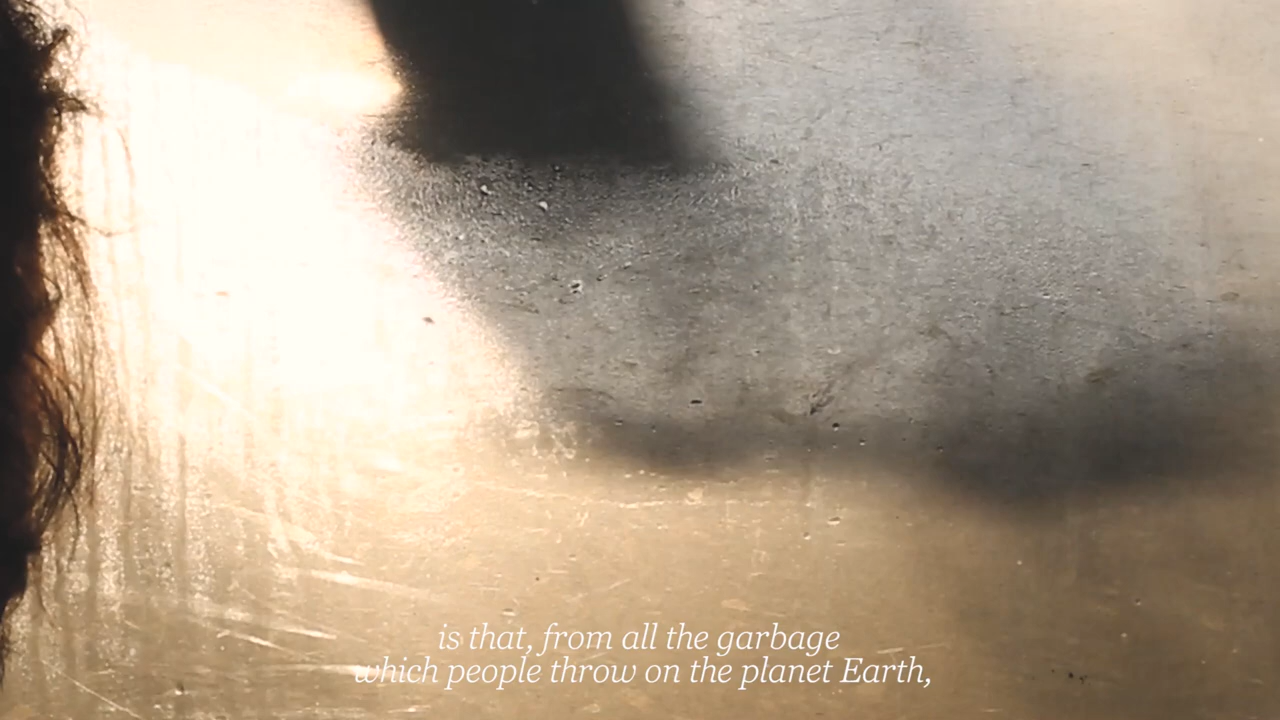 is that, from all the garbage
which people throw on the planet Earth,